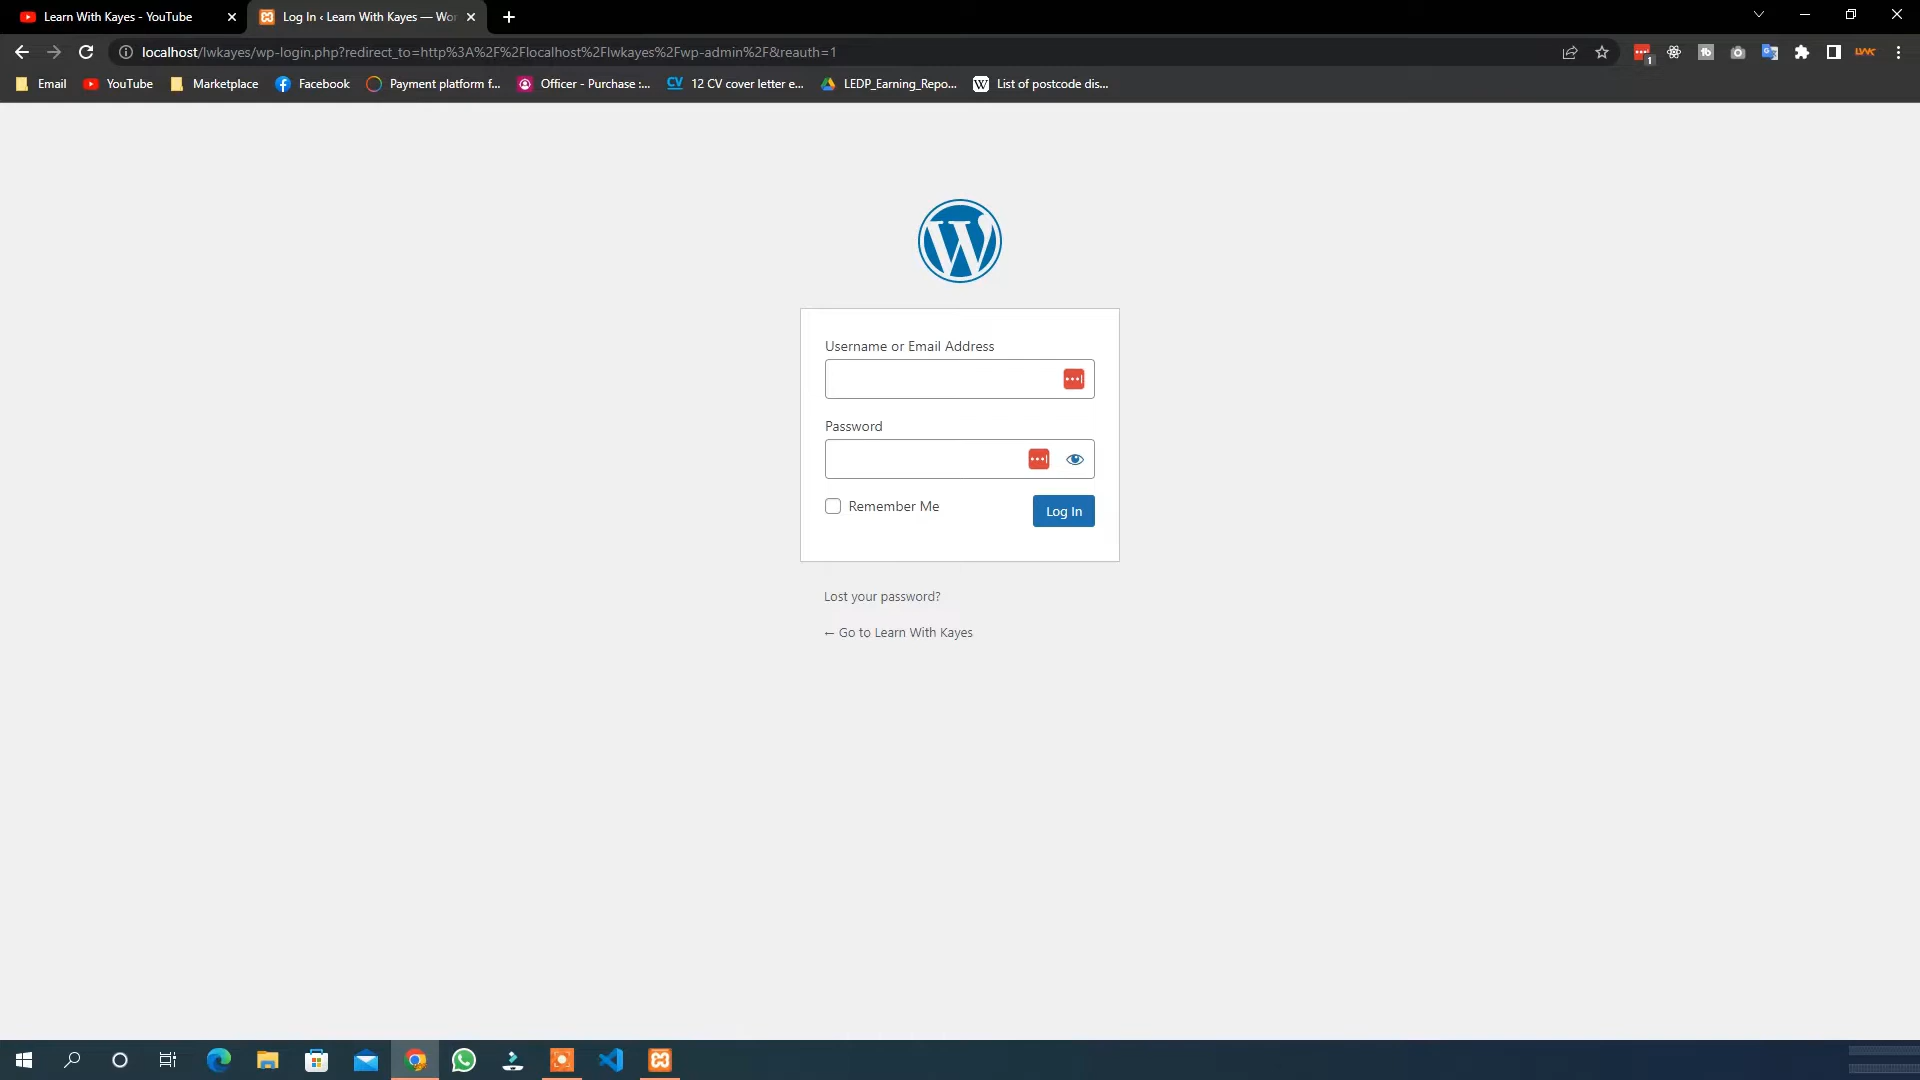 Learn With Kayes - YouTube
Log In ‹ Learn With Kayes — Wor
localhost/lwkayes/wp-login.php?redirect_to=http%3A%2F%2Flocalhost%2Flwkayes%2Fwp-admin%2F&reauth=1
1
tb
LWK
Email
YouTube
Marketplace
Facebook
Payment platform f...
Officer - Purchase :...
CV
12 CV cover letter e...
LEDP_Earning_Repo...
W
List of postcode dis...
W
Username or Email Address
Password
Remember Me
Log In
Lost your password?
← Go to Learn With Kayes